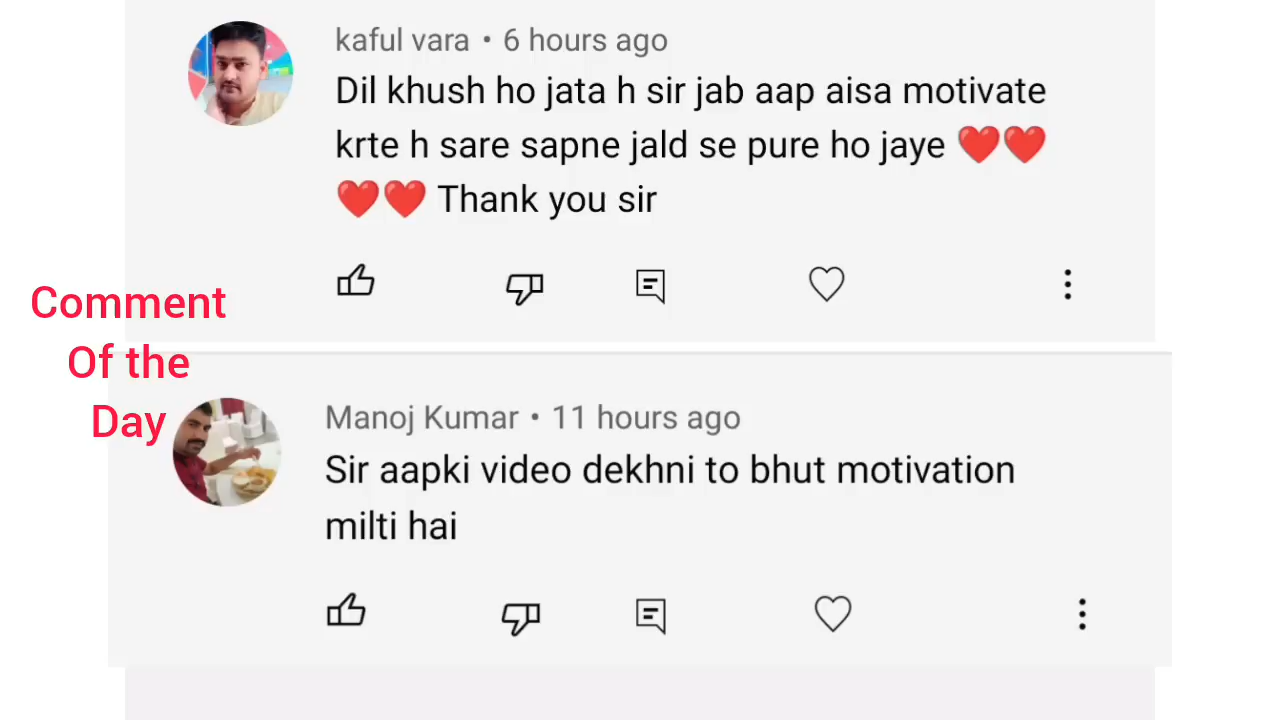 kaful vara • 6 hours ago
Dil khush ho jata h sir jab aap aisa motivate
krte h sare sapne jald se pure ho jaye ❤️❤️
❤️❤️ Thank you sir
Comment
Of the
Day
Manoj Kumar • 11 hours ago
Sir aapki video dekhni to bhut motivation
milti hai